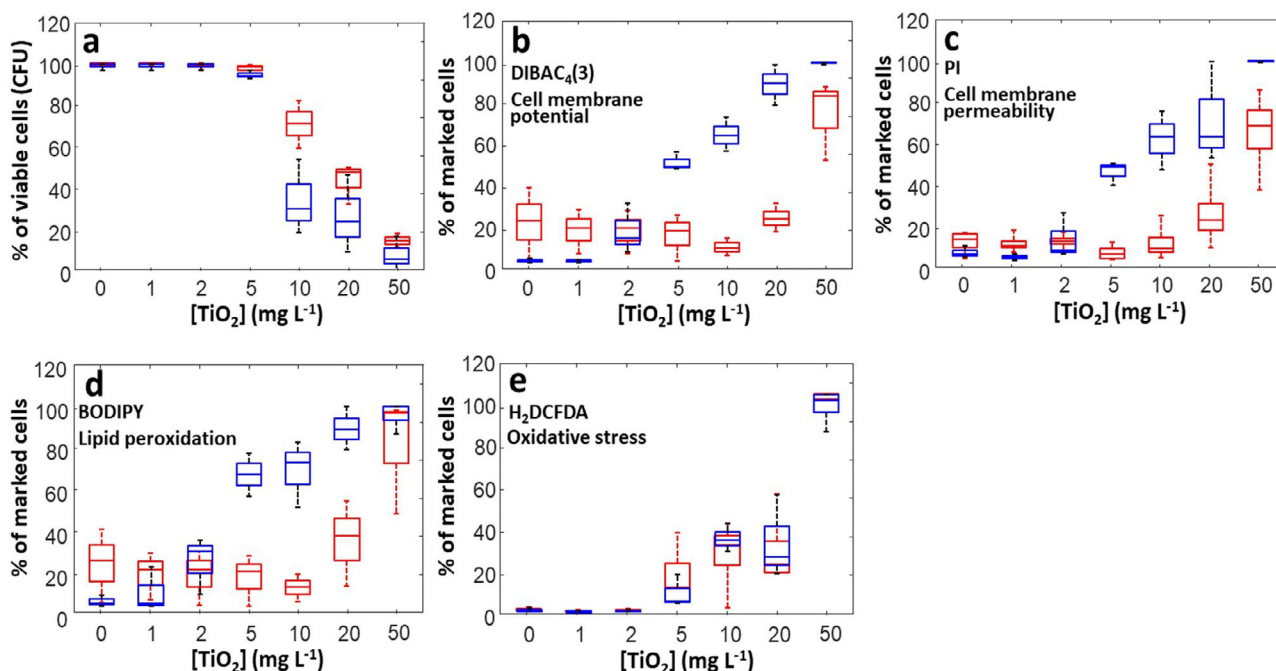 a
% of viable cells (CFU)
120
100
80
60
40
20
0
0 1 2 5 10 20 50
[TiO₂] (mg L⁻¹)
b
DIBAC₄(3)
Cell membrane
potential
% of marked cells
120
100
80
60
40
20
0
0 1 2 5 10 20 50
[TiO₂] (mg L⁻¹)
c
PI
Cell membrane
permeability
% of marked cells
120
100
80
60
40
20
0
0 1 2 5 10 20 50
[TiO₂] (mg L⁻¹)
d
BODIPY
Lipid peroxidation
% of marked cells
120
100
80
60
40
20
0
0 1 2 5 10 20 50
[TiO₂] (mg L⁻¹)
e
H₂DCFDA
Oxidative stress
% of marked cells
120
100
80
60
40
20
0
0 1 2 5 10 20 50
[TiO₂] (mg L⁻¹)